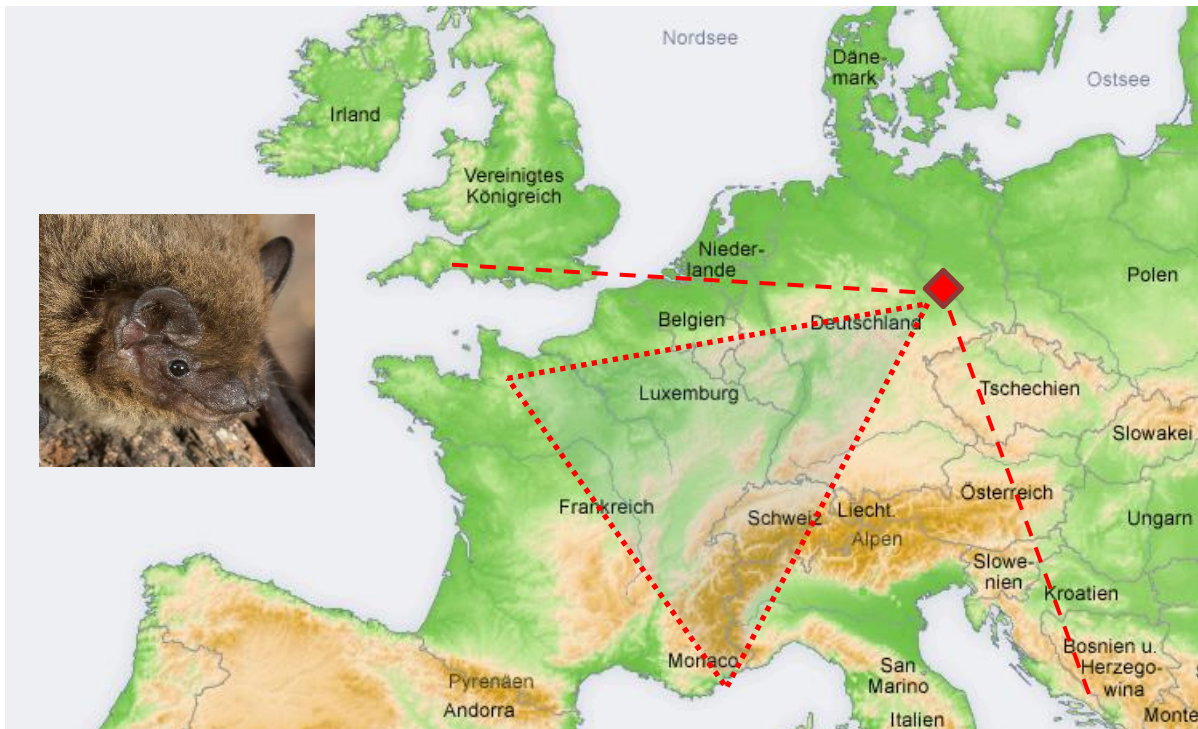 Nordsee
Däne-
mark
Ostsee
Irland
Vereinigtes
Königreich
Nieder-
lande
Polen
Belgien
Deutschland
Luxemburg
Tschechien
Slowakei
Frankreich
Österreich
Schweiz
Liecht.
Alpen
Ungarn
Slowe-
nien
Kroatien
Monaco
Bosnien u.
Herzego-
wina
San
Marino
Pyrenäen
Andorra
Italien
Monte